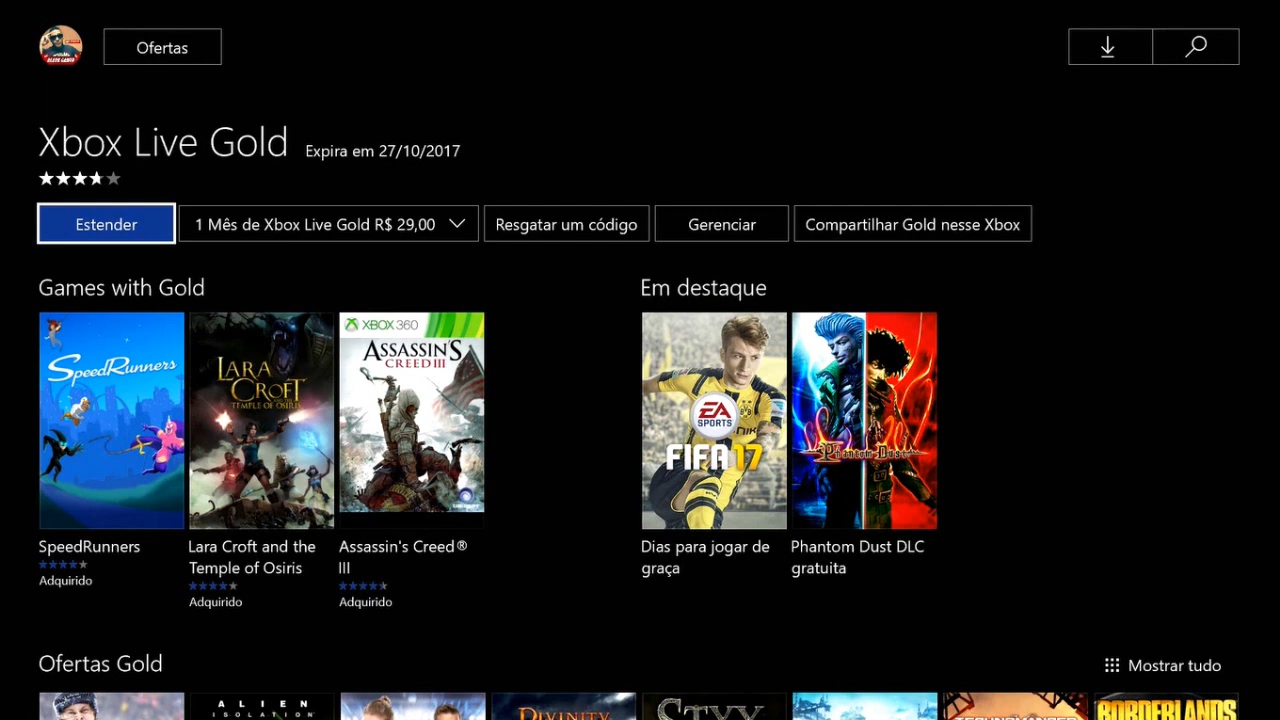 Ofertas
Xbox Live Gold
Expira em 27/10/2017
Estender
1 Mês de Xbox Live Gold R$ 29,00
Resgatar um código
Gerenciar
Compartilhar Gold nesse Xbox
Games with Gold
Em destaque
SpeedRunners
LARA
CROFT
TEMPLE OF OSIRIS
XBOX 360
ASSASSIN'S
CREED III
EA
SPORTS
FIFA 17
Phantom Dust
SpeedRunners
Adquirido
Lara Croft and the
Temple of Osiris
Adquirido
Assassin's Creed®
III
Adquirido
Dias para jogar de
graça
Phantom Dust DLC
gratuita
Ofertas Gold
Mostrar tudo
ALIEN
ISOLATION
DIVINITY
STYX
TECHNOMANCER
BORDERLANDS